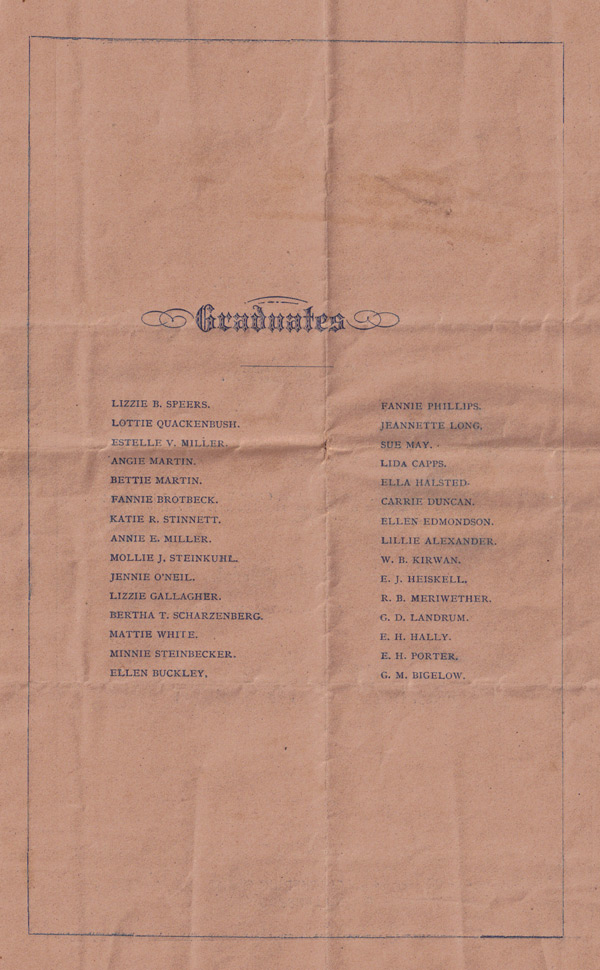 Graduates
LIZZIE B. SPEERS.
LOTTIE QUACKENBUSH.
ESTELLE V. MILLER.
ANGIE MARTIN.
BETTIE MARTIN.
FANNIE BROTBECK.
KATIE R. STINNETT.
ANNIE E. MILLER.
MOLLIE J. STEINKUHL.
JENNIE O'NEIL.
LIZZIE GALLAGHER.
BERTHA T. SCHARZENBERG.
MATTIE WHITE.
MINNIE STEINBECKER.
ELLEN BUCKLEY.
FANNIE PHILLIPS.
JEANNETTE LONG.
SUE MAY.
LIDA CAPPS.
ELLA HALSTED.
CARRIE DUNCAN.
ELLEN EDMONDSON.
LILLIE ALEXANDER.
W. B. KIRWAN.
E. J. HEISKELL.
R. B. MERIWETHER.
G. D. LANDRUM.
E. H. HALLY.
E. H. PORTER.
G. M. BIGELOW.